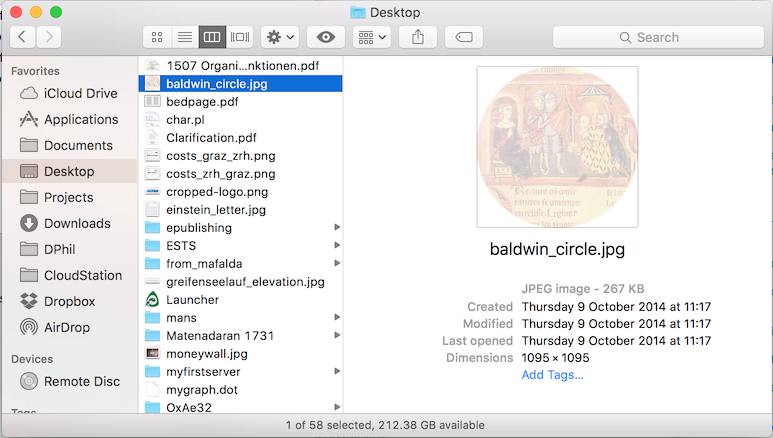 Desktop
Search
Favorites
iCloud Drive
Applications
Documents
Desktop
Projects
Downloads
DPhil
CloudStation
Dropbox
AirDrop
Devices
Remote Disc
Tags
1507 Organi...nktionen.pdf
baldwin_circle.jpg
bedpage.pdf
char.pl
Clarification.pdf
costs_graz_zrh.png
costs_zrh_graz.png
cropped-logo.png
einstein_letter.jpg
epublishing
ESTS
from_mafalda
greifenseelauf_elevation.jpg
Launcher
mans
Matenadaran 1731
moneywall.jpg
myfirstserver
mygraph.dot
OxAe32
baldwin_circle.jpg
JPEG image - 267 KB
Created Thursday 9 October 2014 at 11:17
Modified Thursday 9 October 2014 at 11:17
Last opened Thursday 9 October 2014 at 11:17
Dimensions 1095 × 1095
Add Tags...
1 of 58 selected, 212.38 GB available